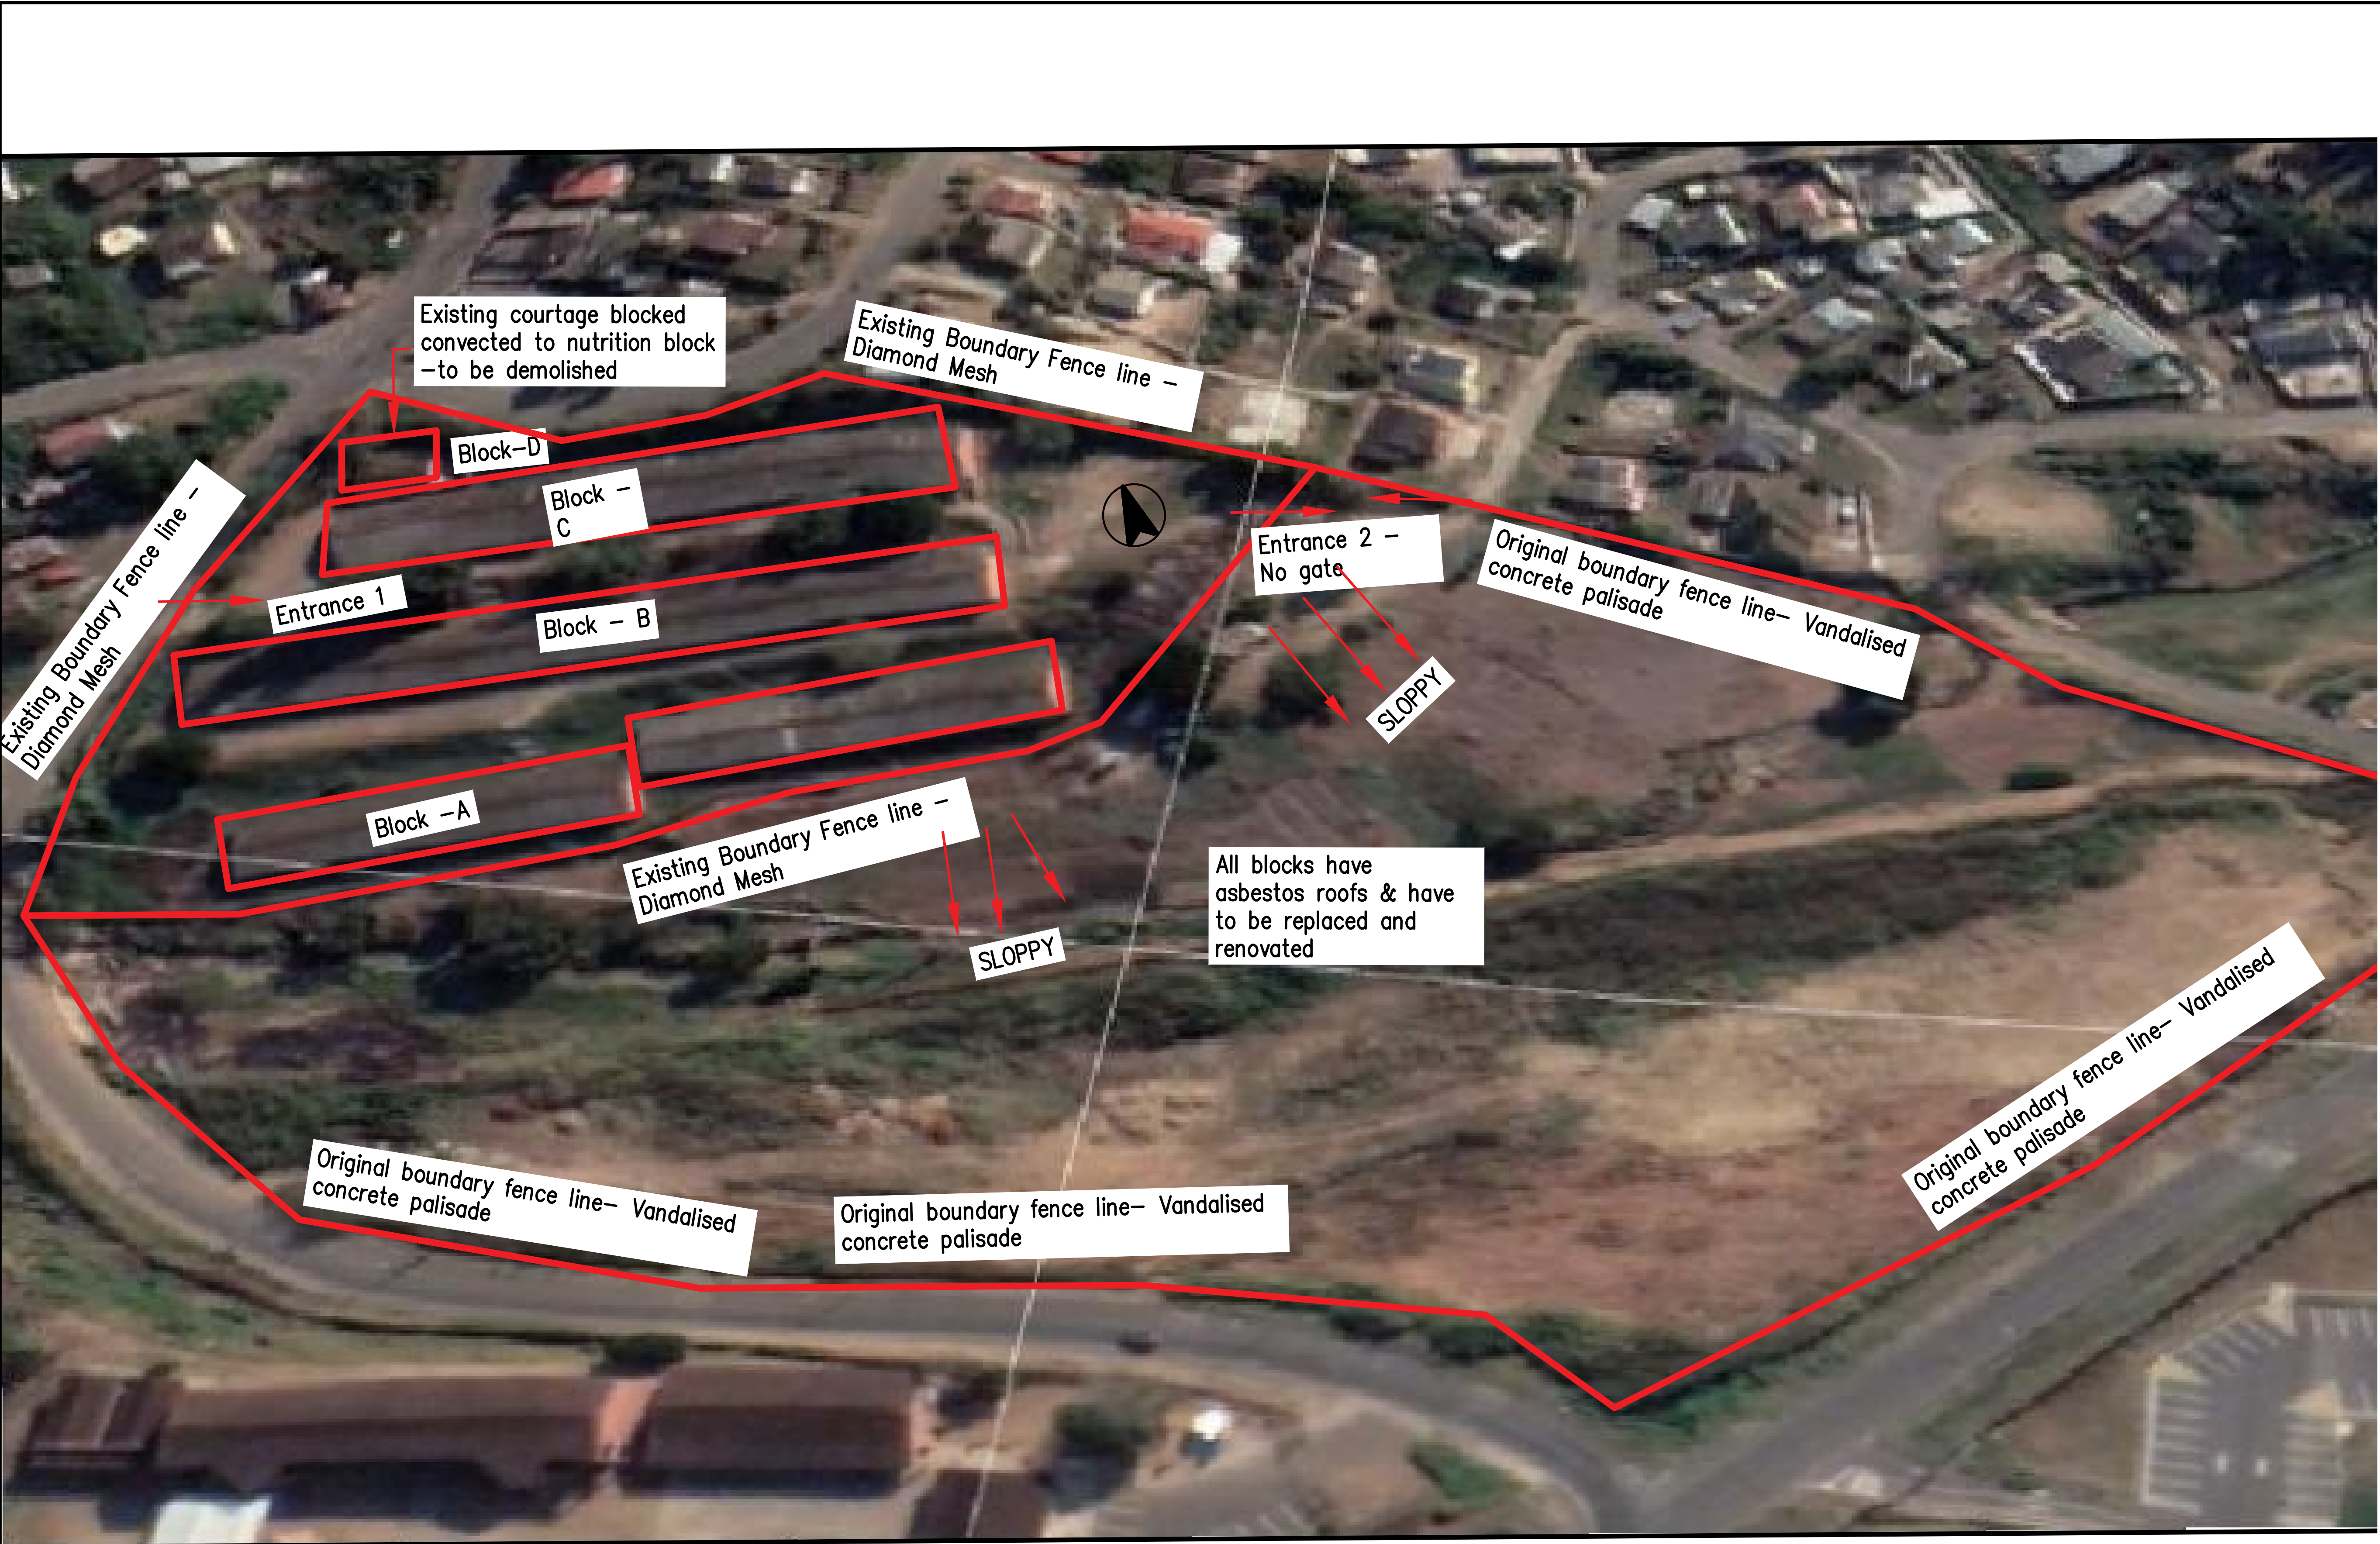 Existing courtage blocked
convected to nutrition block
-to be demolished
Existing Boundary Fence line -
Diamond Mesh
Block-D
Block -
C
Existing Boundary Fence line -
Diamond Mesh
Entrance 1
Entrance 2 -
No gate
Original boundary fence line- Vandalised
concrete palisade
Block - B
SLOPPY
Block -A
Existing Boundary Fence line -
Diamond Mesh
All blocks have
asbestos roofs & have
to be replaced and
renovated
SLOPPY
Original boundary fence line- Vandalised
concrete palisade
Original boundary fence line- Vandalised
concrete palisade
Original boundary fence line- Vandalised
concrete palisade